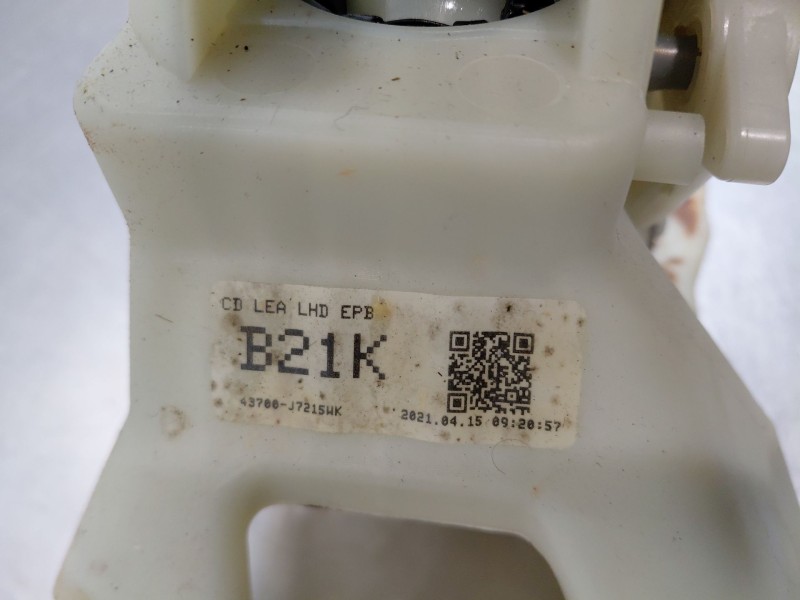 CD LEA LHD EPB
B21K
43700-J7215WK
2021.04.15 09:20:57